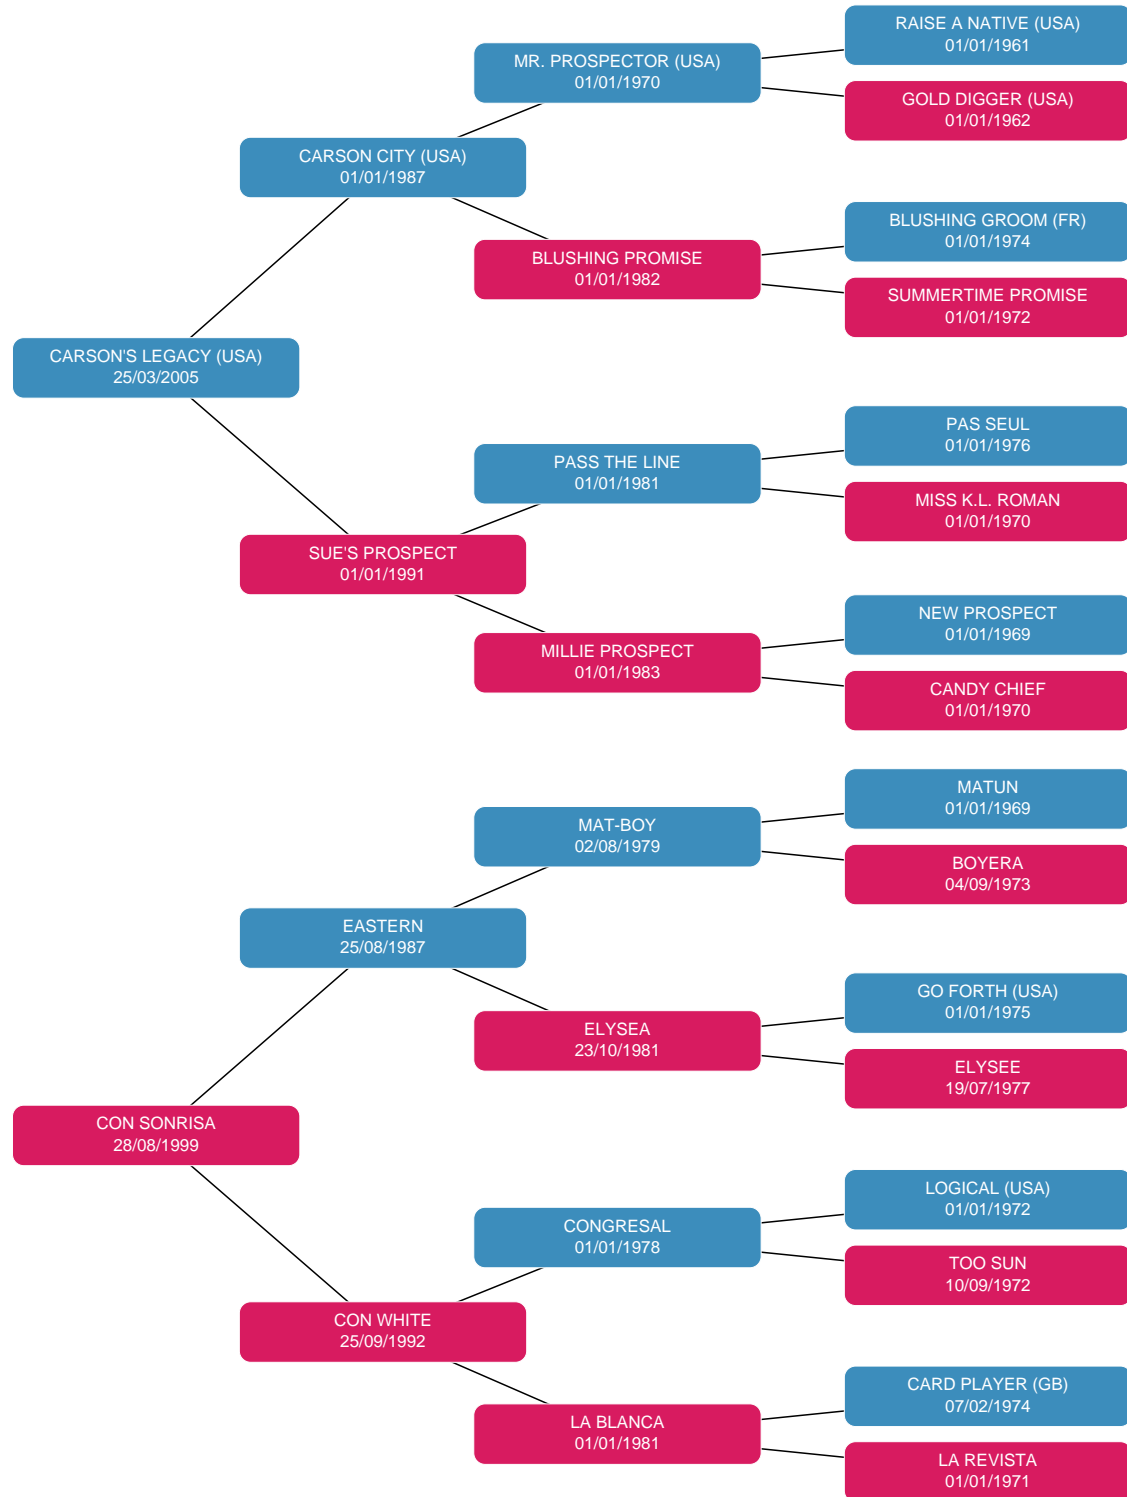 RAISE A NATIVE (USA)
01/01/1961
MR. PROSPECTOR (USA)
01/01/1970
GOLD DIGGER (USA)
01/01/1962
CARSON CITY (USA)
01/01/1987
BLUSHING GROOM (FR)
01/01/1974
BLUSHING PROMISE
01/01/1982
SUMMERTIME PROMISE
01/01/1972
CARSON'S LEGACY (USA)
25/03/2005
PAS SEUL
01/01/1976
PASS THE LINE
01/01/1981
MISS K.L. ROMAN
01/01/1970
SUE'S PROSPECT
01/01/1991
NEW PROSPECT
01/01/1969
MILLIE PROSPECT
01/01/1983
CANDY CHIEF
01/01/1970
MATUN
01/01/1969
MAT-BOY
02/08/1979
BOYERA
04/09/1973
EASTERN
25/08/1987
GO FORTH (USA)
01/01/1975
ELYSEA
23/10/1981
ELYSEE
19/07/1977
CON SONRISA
28/08/1999
LOGICAL (USA)
01/01/1972
CONGRESAL
01/01/1978
TOO SUN
10/09/1972
CON WHITE
25/09/1992
CARD PLAYER (GB)
07/02/1974
LA BLANCA
01/01/1981
LA REVISTA
01/01/1971